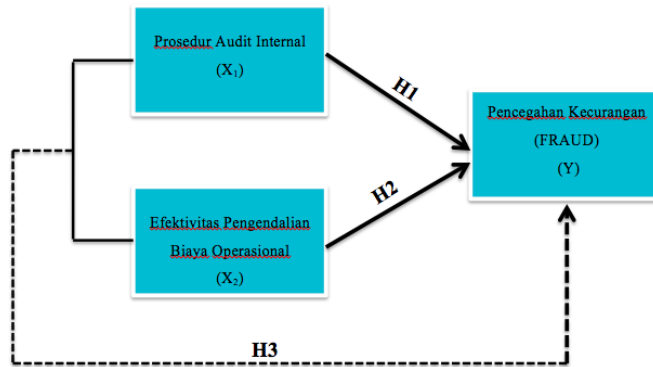 Prosedur Audit Internal
(X₁)
H1
Pencegahan Kecurangan
(FRAUD)
(Y)
H2
Efektivitas Pengendalian
Biaya Operasional
(X₂)
H3